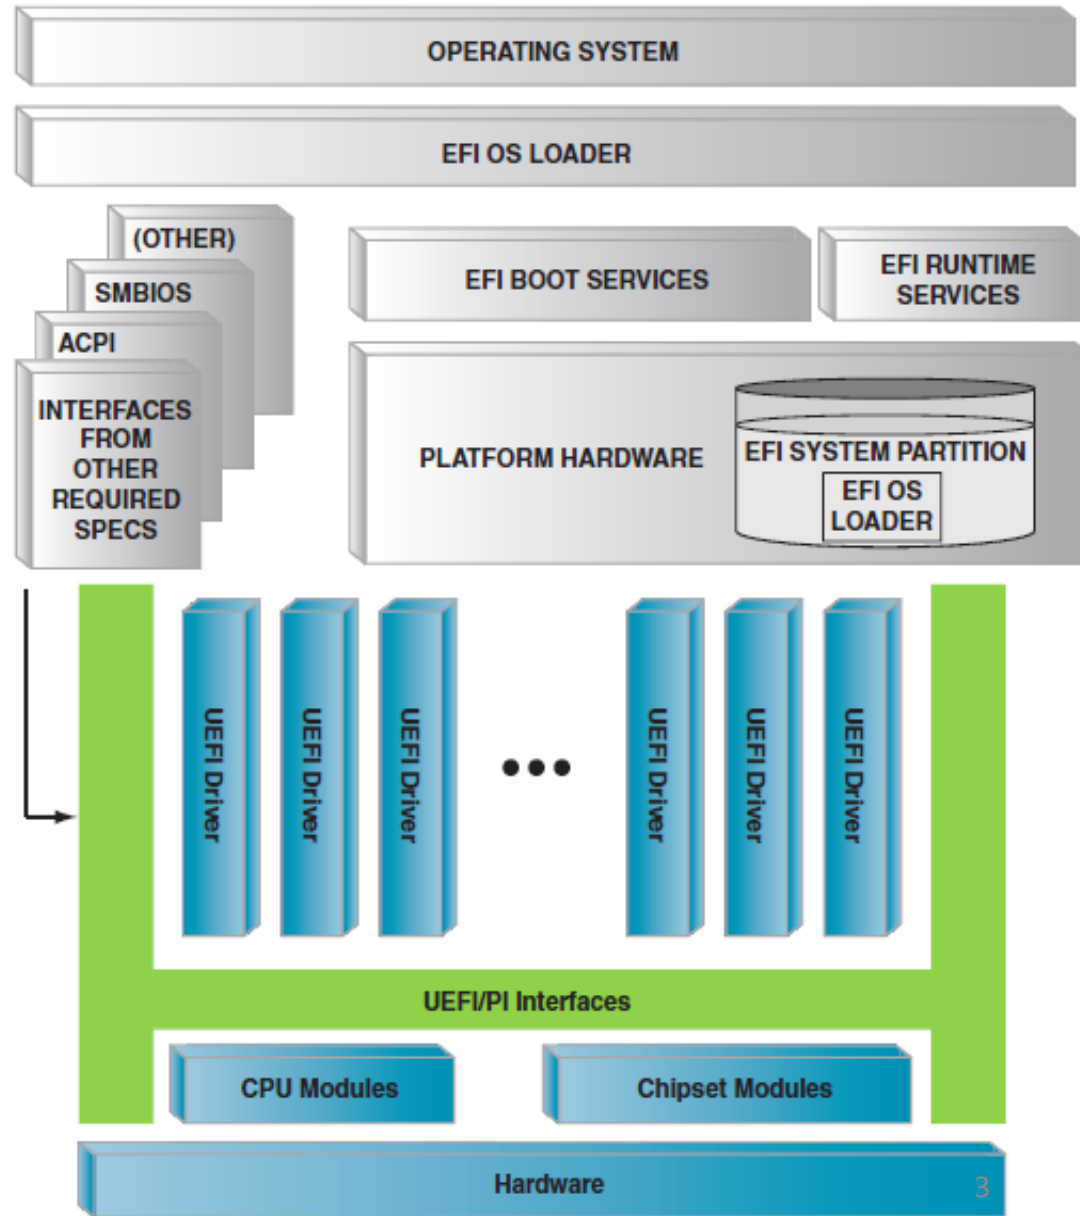 OPERATING SYSTEM
EFI OS LOADER
(OTHER)
SMBIOS
ACPI
INTERFACES
FROM
OTHER
REQUIRED
SPECS
EFI BOOT SERVICES
EFI RUNTIME
SERVICES
PLATFORM HARDWARE
EFI SYSTEM PARTITION
EFI OS
LOADER
UEFI Driver
UEFI Driver
UEFI Driver
UEFI Driver
UEFI Driver
UEFI Driver
UEFI/PI Interfaces
CPU Modules
Chipset Modules
Hardware
3